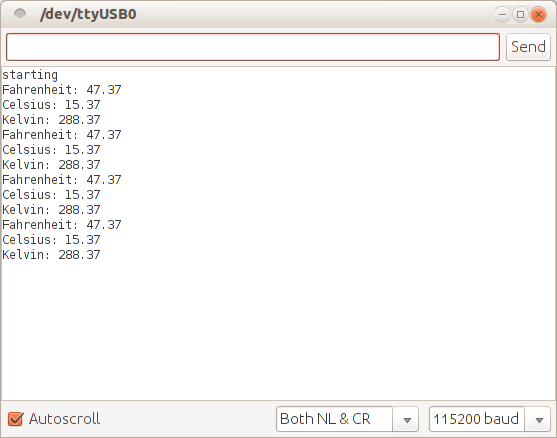 /dev/ttyUSB0
Send
starting
Fahrenheit: 47.37
Celsius: 15.37
Kelvin: 288.37
Fahrenheit: 47.37
Celsius: 15.37
Kelvin: 288.37
Fahrenheit: 47.37
Celsius: 15.37
Kelvin: 288.37
Fahrenheit: 47.37
Celsius: 15.37
Kelvin: 288.37
Autoscroll
Both NL & CR
115200 baud